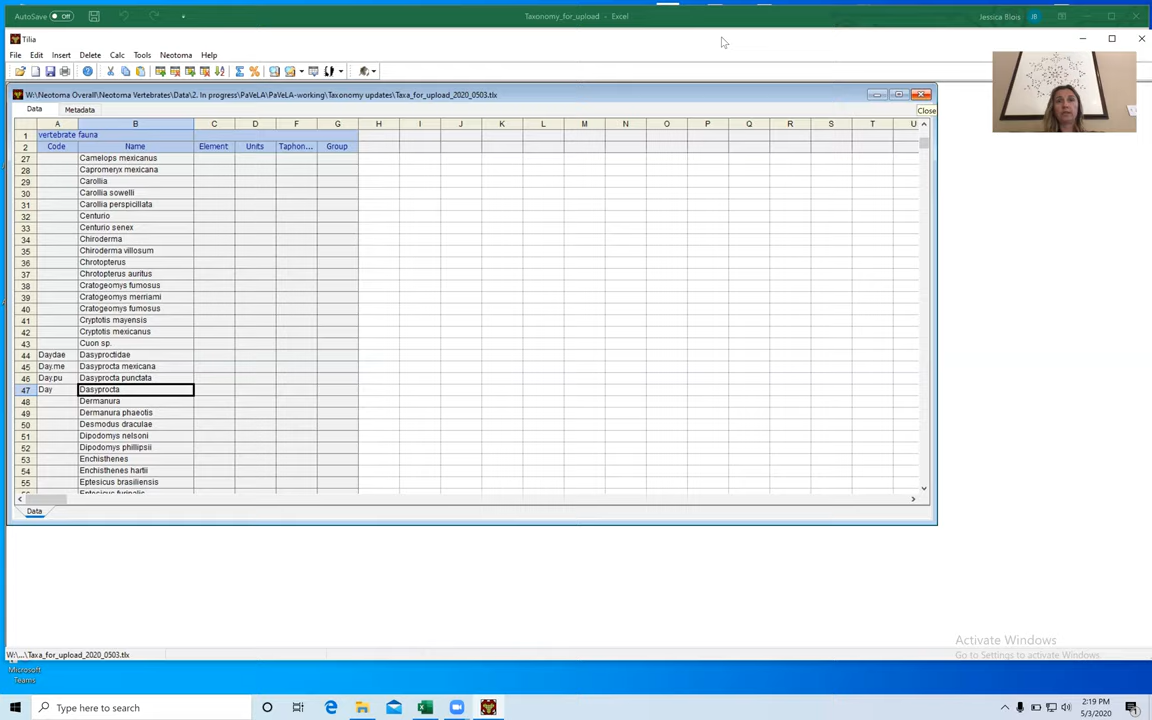 AutoSave Off Taxonomy_for_upload - Excel Jessica Blois JB
Tilia
File Edit Insert Delete Calc Tools Neotoma Help
W:\Neotoma Overall\Neotoma Vertebrates\Data\2. In progress\PaVeLA\PaVeLA-working\Taxonomy updates\Taxa_for_upload_2020_0503.tlx
Data Metadata Close
A B C D E F G H I J K L M N O P Q R S T U
1 vertebrate fauna
2 Code Name Element Units Taphon... Group
27 Camelops mexicanus
28 Capromeryx mexicana
29 Carollia
30 Carollia sowelli
31 Carollia perspicillata
32 Centurio
33 Centurio senex
34 Chiroderma
35 Chiroderma villosum
36 Chrotopterus
37 Chrotopterus auritus
38 Cratogeomys fumosus
39 Cratogeomys merriami
40 Cratogeomys fumosus
41 Cryptotis mayensis
42 Cryptotis mexicanus
43 Cuon sp.
44 Daydae Dasyproctidae
45 Day.me Dasyprocta mexicana
46 Day.pu Dasyprocta punctata
47 Day Dasyprocta
48 Dermanura
49 Dermanura phaeotis
50 Desmodus draculae
51 Dipodomys nelsoni
52 Dipodomys phillipsii
53 Enchisthenes
54 Enchisthenes hartii
55 Eptesicus brasiliensis
Eptesicus furinalis
Data
Activate Windows
Go to Settings to activate Windows.
W:\...\Taxa_for_upload_2020_0503.tlx
Microsoft
Teams
Type here to search
2:19 PM
5/3/2020
1